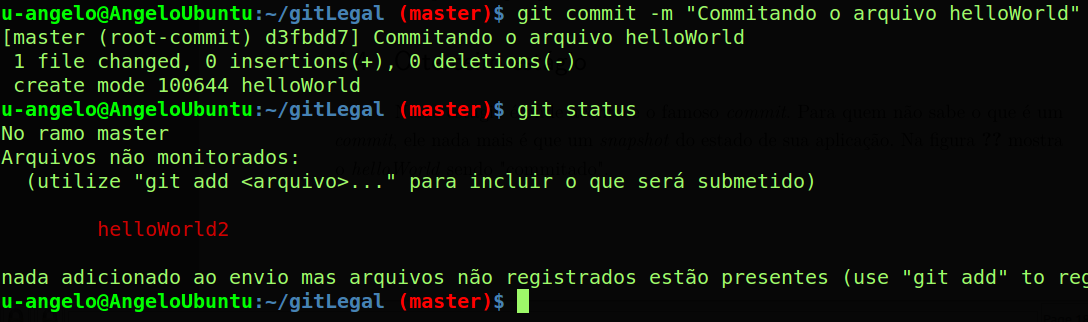 u-angelo@AngeloUbuntu:~/gitLegal (master)$ git commit -m "Commitando o arquivo helloWorld"
[master (root-commit) d3fbdd7] Commitando o arquivo helloWorld
 1 file changed, 0 insertions(+), 0 deletions(-)
 create mode 100644 helloWorld
u-angelo@AngeloUbuntu:~/gitLegal (master)$ git status
No ramo master
Arquivos não monitorados:
  (utilize "git add <arquivo>..." para incluir o que será submetido)
        helloWorld2
nada adicionado ao envio mas arquivos não registrados estão presentes (use "git add" to reg
u-angelo@AngeloUbuntu:~/gitLegal (master)$